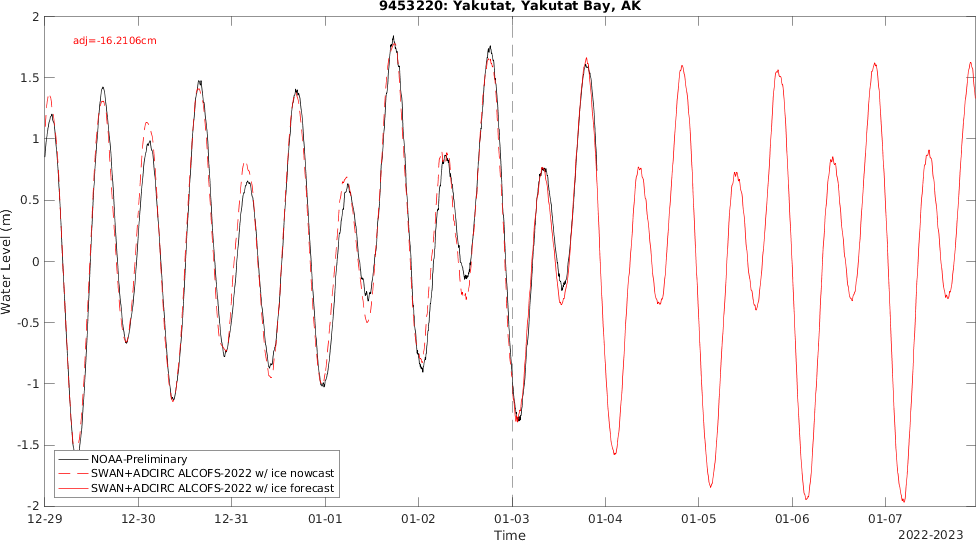 9453220: Yakutat, Yakutat Bay, AK
adj=-16.2106cm
Water Level (m)
2
1.5
1
0.5
0
-0.5
-1
-1.5
-2
NOAA-Preliminary
SWAN+ADCIRC ALCOFS-2022 w/ ice nowcast
SWAN+ADCIRC ALCOFS-2022 w/ ice forecast
12-29 12-30 12-31 01-01 01-02 01-03 01-04 01-05 01-06 01-07
Time
2022-2023